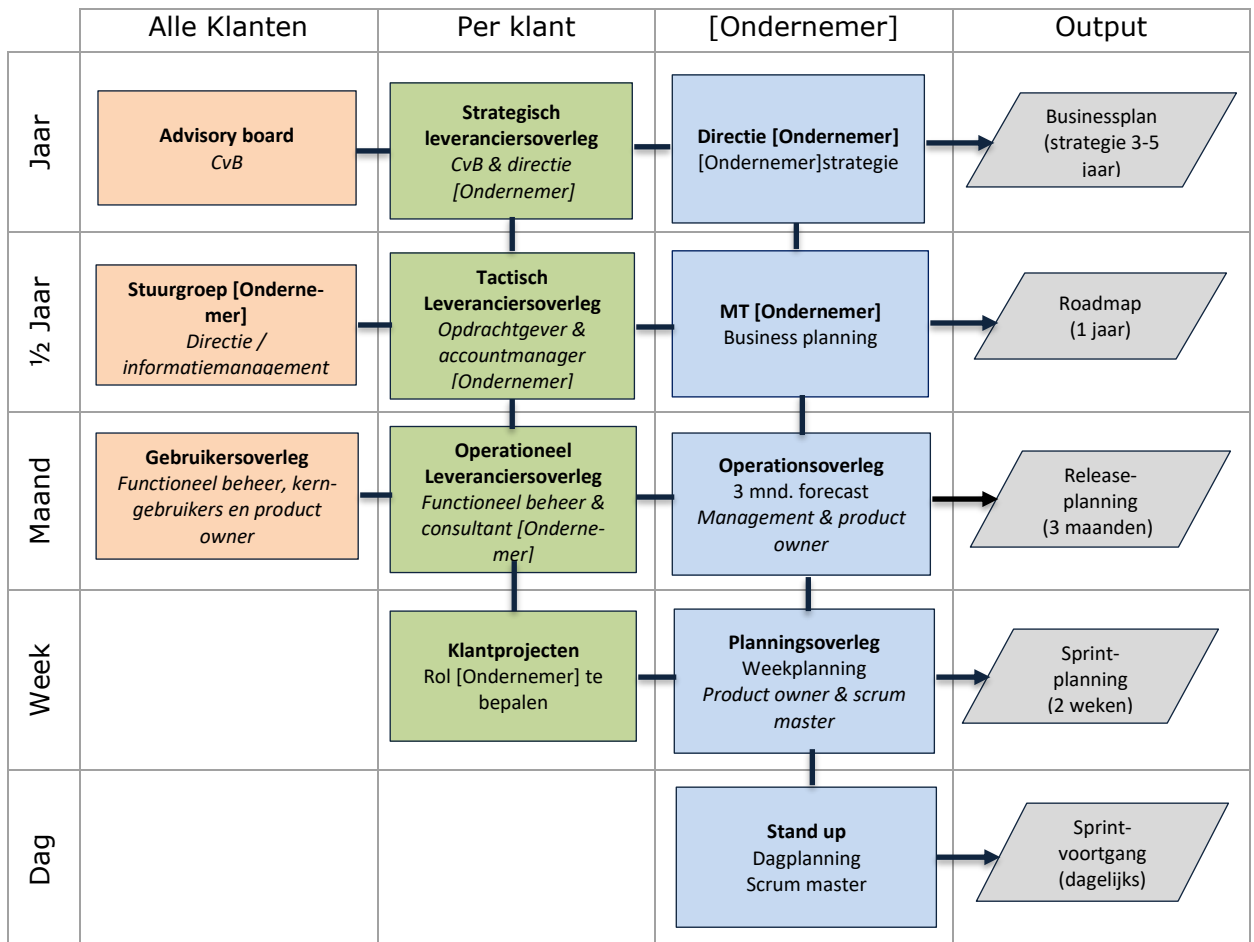 Alle Klanten
Per klant
[Ondernemer]
Output
Jaar
Advisory board
CvB
Strategisch
leveranciersoverleg
CvB & directie
[Ondernemer]
Directie [Ondernemer]
[Ondernemer]strategie
Businessplan
(strategie 3-5
jaar)
½ Jaar
Stuurgroep [Onderne-
mer]
Directie /
informatiemanagement
Tactisch
Leveranciersoverleg
Opdrachtgever &
accountmanager
[Ondernemer]
MT [Ondernemer]
Business planning
Roadmap
(1 jaar)
Maand
Gebruikersoverleg
Functioneel beheer, kern-
gebruikers en product
owner
Operationeel
Leveranciersoverleg
Functioneel beheer &
consultant [Onderne-
mer]
Operationsoverleg
3 mnd. forecast
Management & product
owner
Release-
planning
(3 maanden)
Week
Klantprojecten
Rol [Ondernemer] te
bepalen
Planningsoverleg
Weekplanning
Product owner & scrum
master
Sprint-
planning
(2 weken)
Dag
Stand up
Dagplanning
Scrum master
Sprint-
voortgang
(dagelijks)